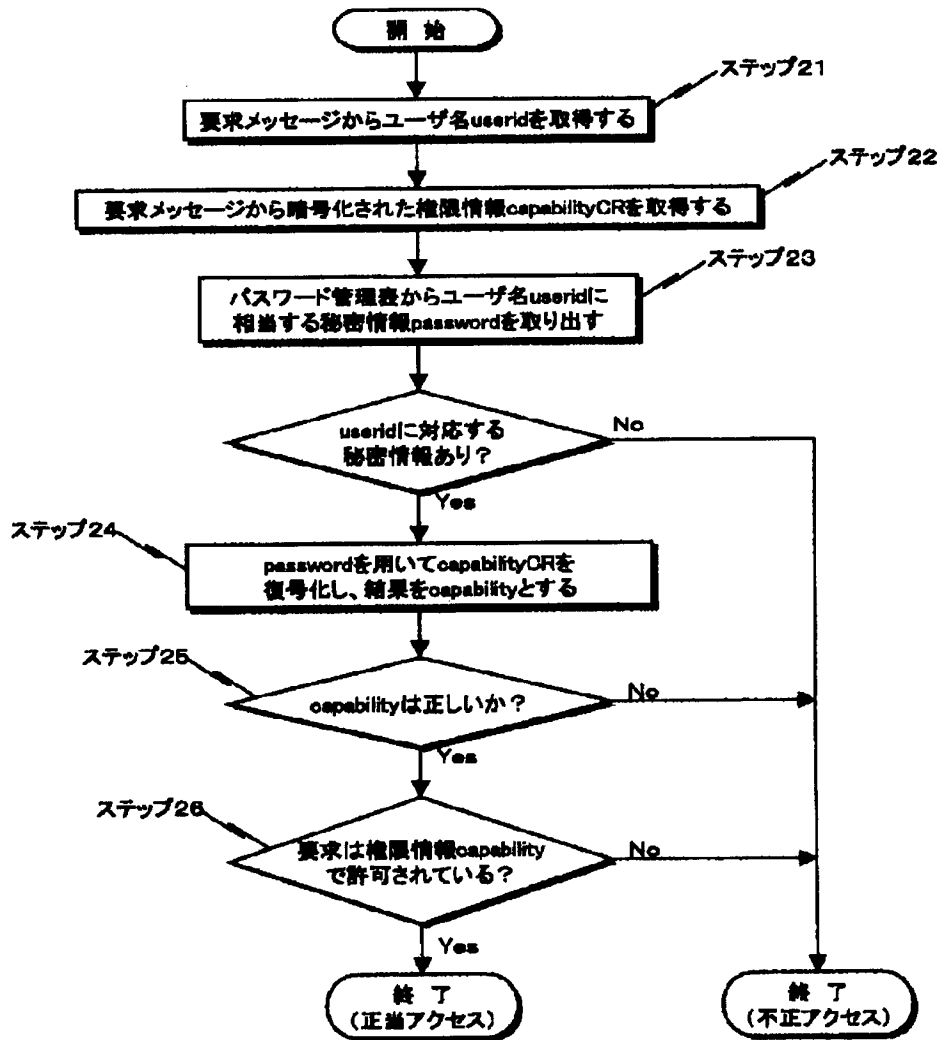 開 始
ステップ21
要求メッセージからユーザ名useridを取得する
ステップ22
要求メッセージから暗号化された権限情報capabilityCRを取得する
ステップ23
パスワード管理表からユーザ名useridに
相当する秘密情報passwordを取り出す
useridに対応する
秘密情報あり？
No
Yes
ステップ24
passwordを用いてcapabilityCRを
復号化し、結果をcapabilityとする
ステップ25
capabilityは正しいか？
No
Yes
ステップ26
要求は権限情報capability
で許可されている？
No
Yes
終 了
（正当アクセス）
終 了
（不正アクセス）